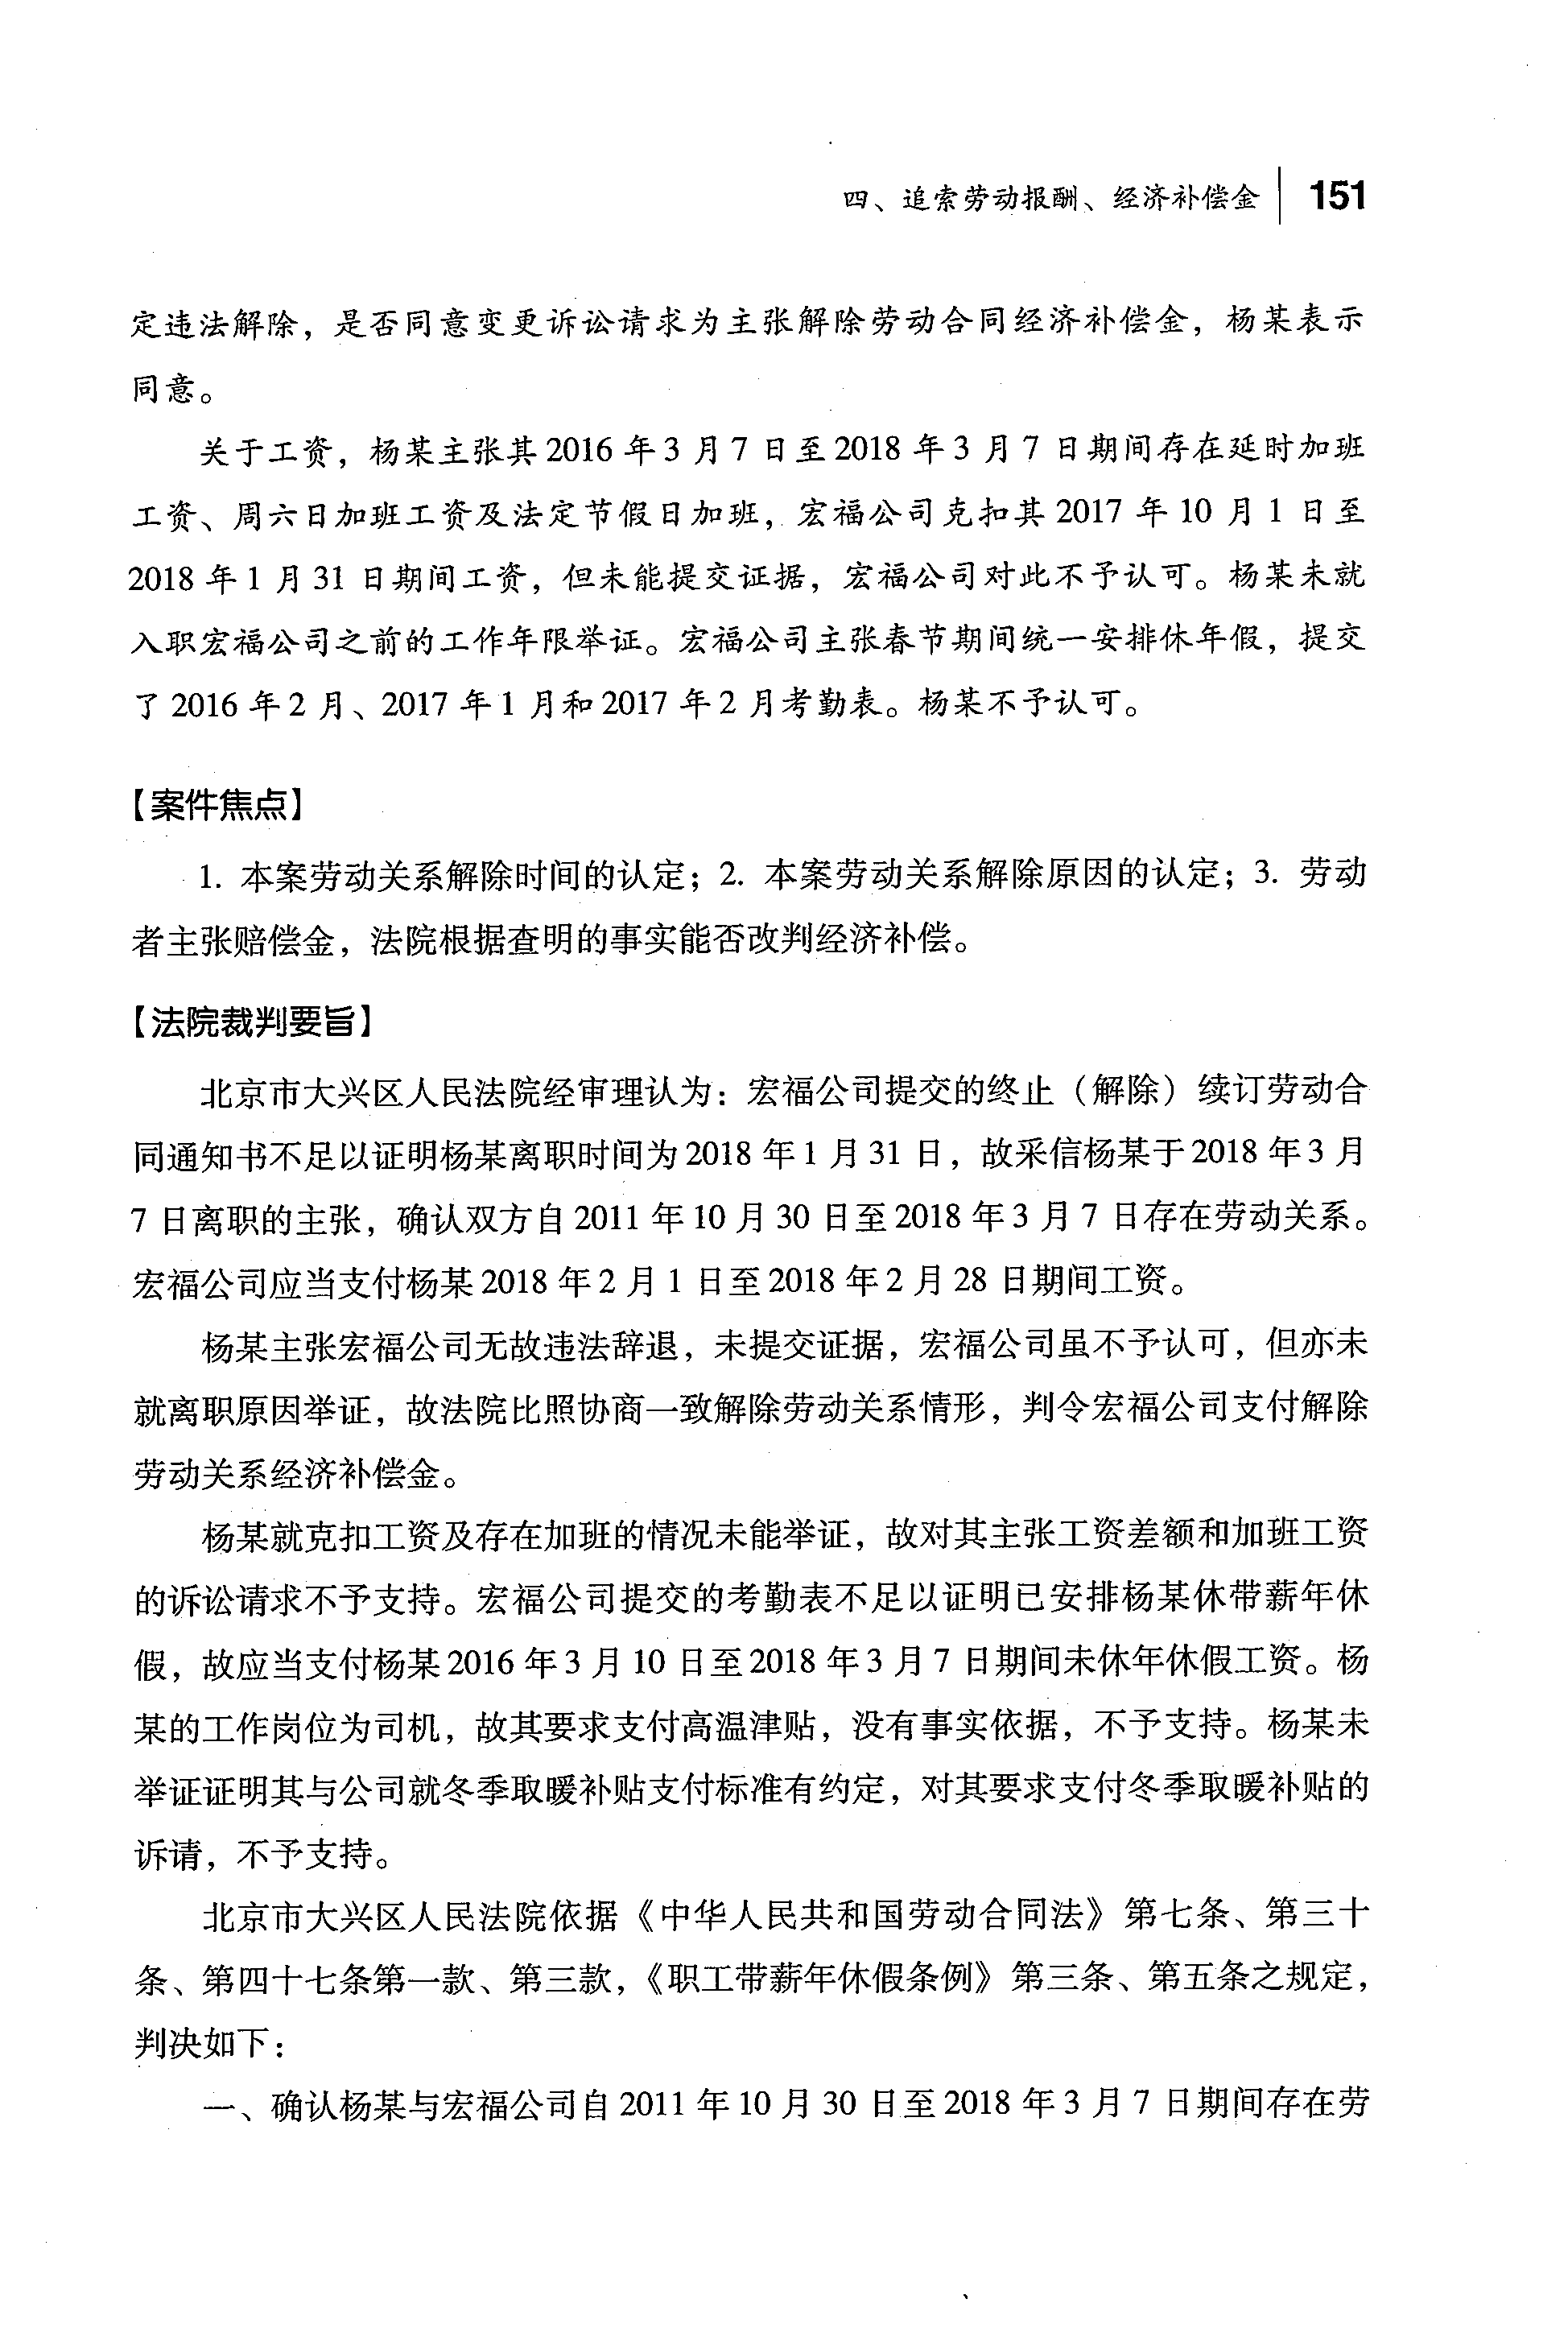 四、追索劳动报酬、经济补偿金 151
定违法解除，是否同意变更诉讼请求为主张解除劳动合同经济补偿金，杨某表示
同意。
关于工资，杨某主张其2016年3月7日至2018年3月7日期间存在延时加班
工资、周六日加班工资及法定节假日加班，宏福公司克扣其2017年10月1日至
2018年1月31日期间工资，但未能提交证据，宏福公司对此不予认可。杨某未就
入职宏福公司之前的工作年限举证。宏福公司主张春节期间统一安排休年假，提交
了2016年2月、2017年1月和2017年2月考勤表。杨某不予认可。
【案件焦点】
1. 本案劳动关系解除时间的认定；2. 本案劳动关系解除原因的认定；3. 劳动
者主张赔偿金，法院根据查明的事实能否改判经济补偿。
【法院裁判要旨】
北京市大兴区人民法院经审理认为：宏福公司提交的终止（解除）续订劳动合
同通知书不足以证明杨某离职时间为2018年1月31日，故采信杨某于2018年3月
7日离职的主张，确认双方自2011年10月30日至2018年3月7日存在劳动关系。
宏福公司应当支付杨某2018年2月1日至2018年2月28日期间工资。
杨某主张宏福公司无故违法辞退，未提交证据，宏福公司虽不予认可，但亦未
就离职原因举证，故法院比照协商一致解除劳动关系情形，判令宏福公司支付解除
劳动关系经济补偿金。
杨某就克扣工资及存在加班的情况未能举证，故对其主张工资差额和加班工资
的诉讼请求不予支持。宏福公司提交的考勤表不足以证明已安排杨某休带薪年休
假，故应当支付杨某2016年3月10日至2018年3月7日期间未休年休假工资。杨
某的工作岗位为司机，故其要求支付高温津贴，没有事实依据，不予支持。杨某未
举证证明其与公司就冬季取暖补贴支付标准有约定，对其要求支付冬季取暖补贴的
诉请，不予支持。
北京市大兴区人民法院依据《中华人民共和国劳动合同法》第七条、第三十
条、第四十七条第一款、第三款，《职工带薪年休假条例》第三条、第五条之规定，
判决如下：
一、确认杨某与宏福公司自2011年10月30日至2018年3月7日期间存在劳